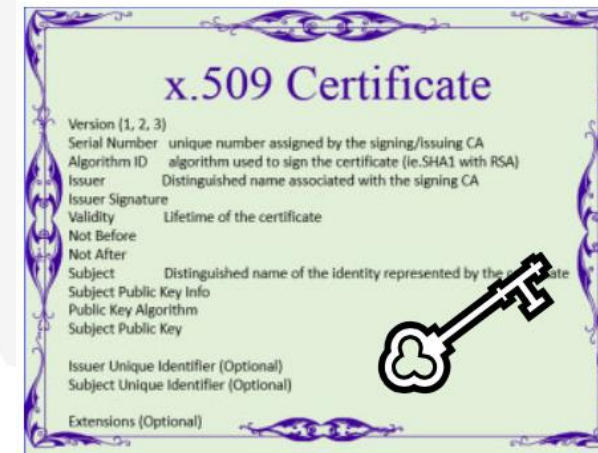 x.509 Certificate
Version (1, 2, 3)
Serial Number unique number assigned by the signing/issuing CA
Algorithm ID algorithm used to sign the certificate (ie.SHA1 with RSA)
Issuer Distinguished name associated with the signing CA
Issuer Signature
Validity Lifetime of the certificate
Not Before
Not After
Subject Distinguished name of the identity represented by the
Subject Public Key Info
Public Key Algorithm
Subject Public Key
Issuer Unique Identifier (Optional)
Subject Unique Identifier (Optional)
Extensions (Optional)